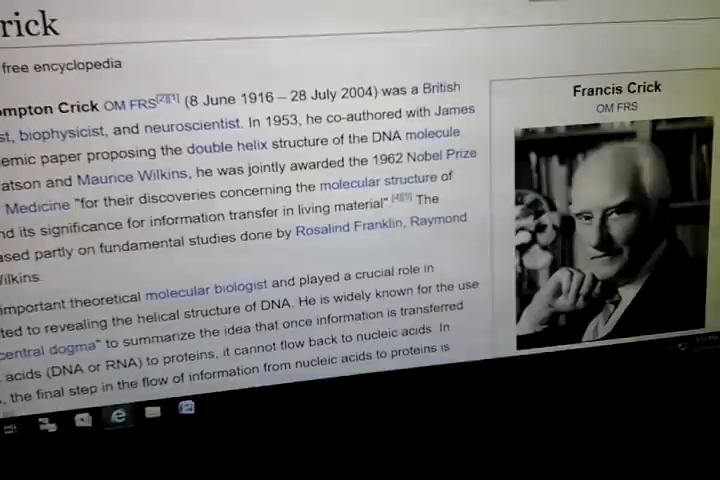 rick
free encyclopedia
ompton Crick OM FRS[2][1] (8 June 1916 – 28 July 2004) was a British
st, biophysicist, and neuroscientist. In 1953, he co-authored with James
emic paper proposing the double helix structure of the DNA molecule.
atson and Maurice Wilkins, he was jointly awarded the 1962 Nobel Prize
Medicine "for their discoveries concerning the molecular structure of
nd its significance for information transfer in living material". The
ased partly on fundamental studies done by Rosalind Franklin, Raymond
Wilkins.
important theoretical molecular biologist and played a crucial role in
ted to revealing the helical structure of DNA. He is widely known for the use
central dogma" to summarize the idea that once information is transferred
acids (DNA or RNA) to proteins, it cannot flow back to nucleic acids. In
, the final step in the flow of information from nucleic acids to proteins is
Francis Crick
OM FRS